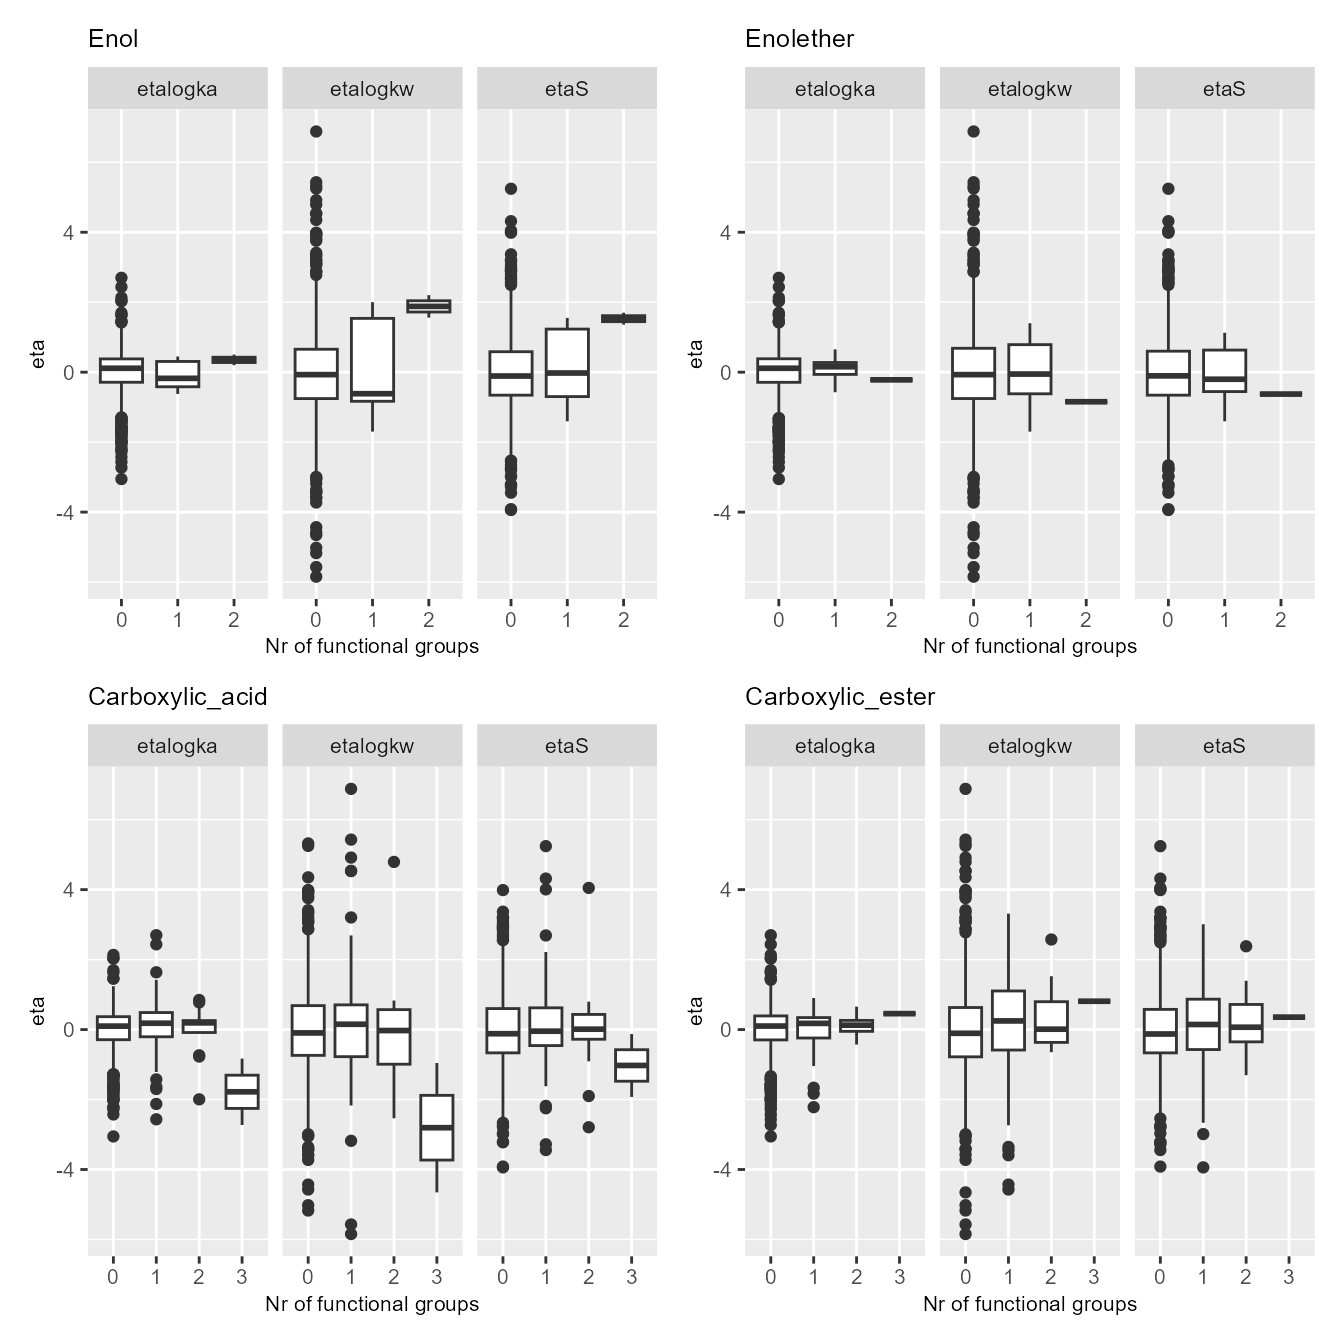 Enol
etalogka etalogkw etaS
eta
4
0
-4
0 1 2 0 1 2 0 1 2
Nr of functional groups
Enolether
etalogka etalogkw etaS
eta
4
0
-4
0 1 2 0 1 2 0 1 2
Nr of functional groups
Carboxylic_acid
etalogka etalogkw etaS
eta
4
0
-4
0 1 2 3 0 1 2 3 0 1 2 3
Nr of functional groups
Carboxylic_ester
etalogka etalogkw etaS
eta
4
0
-4
0 1 2 3 0 1 2 3 0 1 2 3
Nr of functional groups